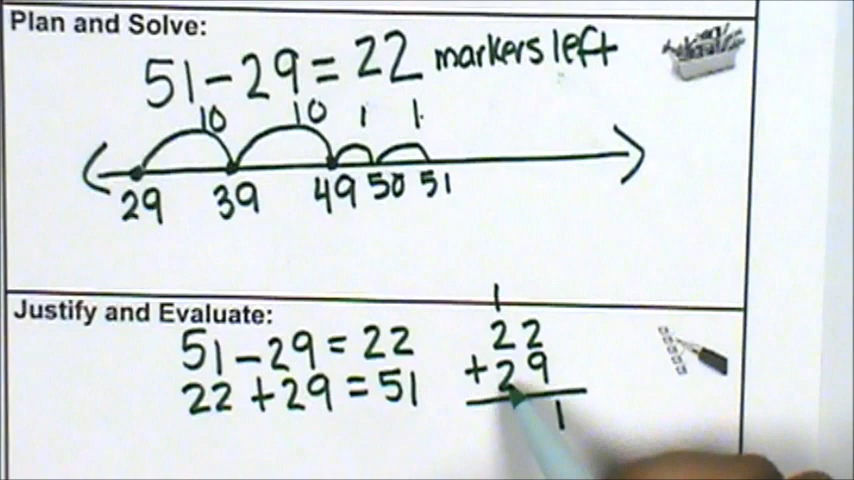 Plan and Solve:
51-29=22 markers left
10 10 1 1
29 39 49 50 51
Justify and Evaluate:
51-29=22
22+29=51
1
22
+29
1